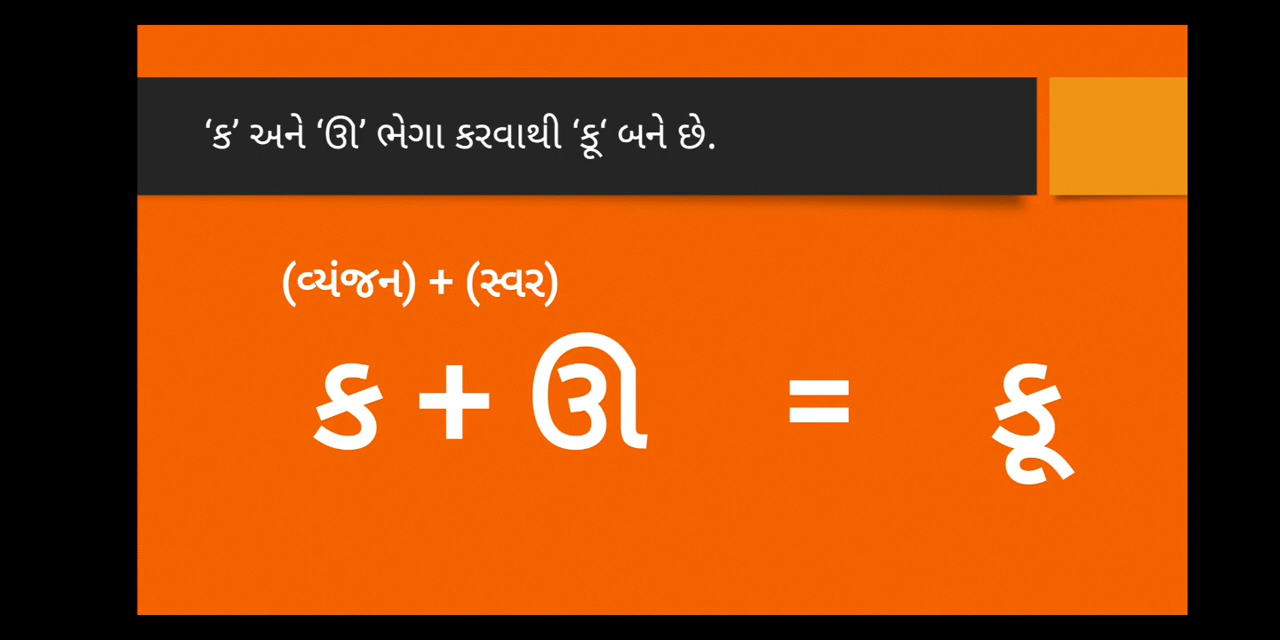 ‘ક’ અને ‘ઊ’ ભેગા કરવાથી ‘કૂ‘ બને છે.
(વ્યંજન) + (સ્વર)
ક + ઊ = કૂ